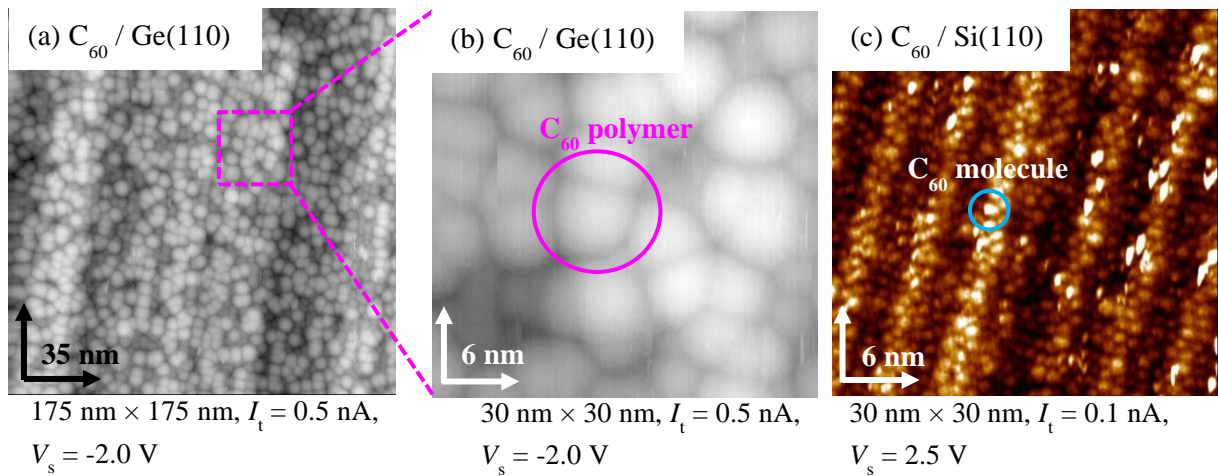 (a) C60 / Ge(110)
35 nm
175 nm × 175 nm, It = 0.5 nA,
Vs = -2.0 V
(b) C60 / Ge(110)
C60 polymer
6 nm
30 nm × 30 nm, It = 0.5 nA,
Vs = -2.0 V
(c) C60 / Si(110)
C60 molecule
6 nm
30 nm × 30 nm, It = 0.1 nA,
Vs = 2.5 V